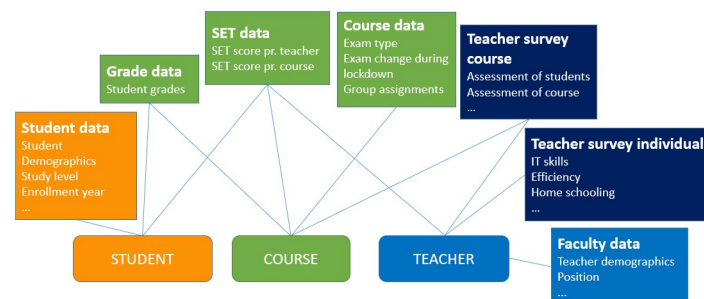 SET data
SET score pr. teacher
SET score pr. course
Course data
Exam type
Exam change during
lockdown
Group assignments
Teacher survey
course
Assessment of students
Assessment of course
...
Grade data
Student grades
Student data
Student
Demographics
Study level
Enrollment year
...
Teacher survey individual
IT skills
Efficiency
Home schooling
...
STUDENT
COURSE
TEACHER
Faculty data
Teacher demographics
Position
...